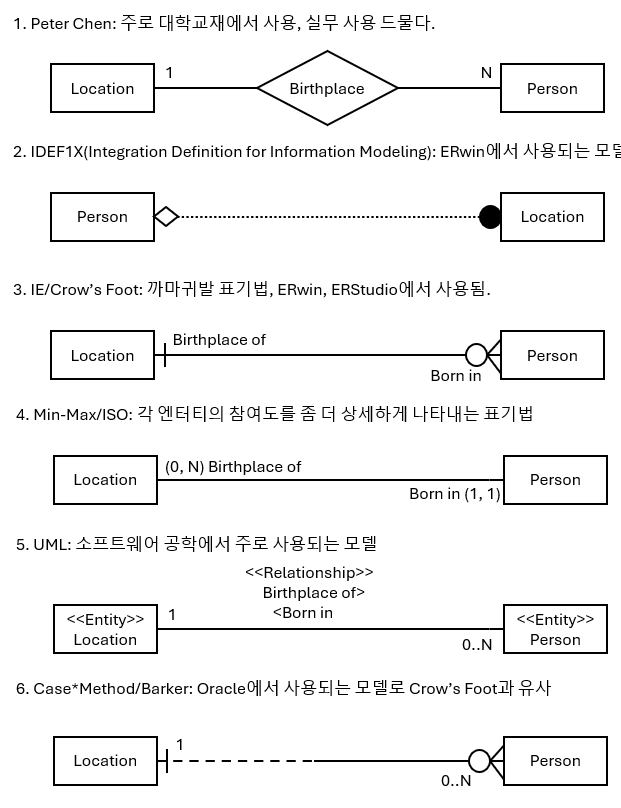 1. Peter Chen: 주로 대학교재에서 사용, 실무 사용 드물다.
Location 1 Birthplace N Person
2. IDEF1X(Integration Definition for Information Modeling): ERwin에서 사용되는 모델
Person Location
3. IE/Crow's Foot: 까마귀발 표기법, ERwin, ERStudio에서 사용됨.
Birthplace of
Location Person
Born in
4. Min-Max/ISO: 각 엔터티의 참여도를 좀 더 상세하게 나타내는 표기법
(0, N) Birthplace of
Location Person
Born in (1, 1)
5. UML: 소프트웨어 공학에서 주로 사용되는 모델
<<Relationship>>
Birthplace of>
<Born in
<<Entity>> 1 <<Entity>>
Location Person
0..N
6. Case*Method/Barker: Oracle에서 사용되는 모델로 Crow's Foot과 유사
1
Location Person
0..N